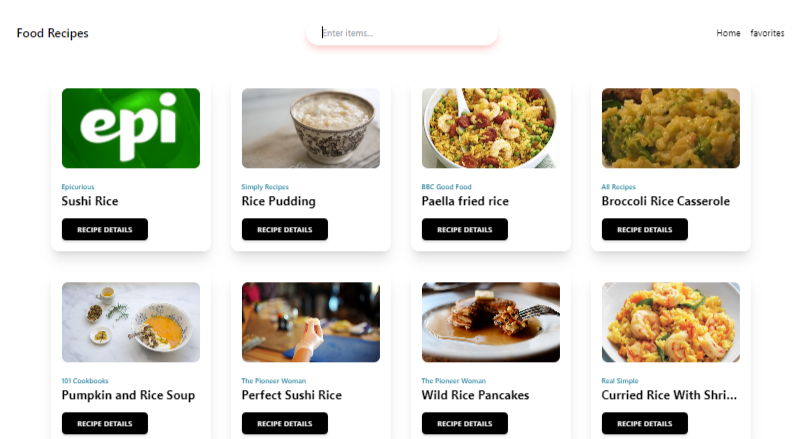 Food Recipes
Enter items...
Home favorites
epi
Epicurious
Sushi Rice
RECIPE DETAILS
Simply Recipes
Rice Pudding
RECIPE DETAILS
BBC Good Food
Paella fried rice
RECIPE DETAILS
All Recipes
Broccoli Rice Casserole
RECIPE DETAILS
101 Cookbooks
Pumpkin and Rice Soup
RECIPE DETAILS
The Pioneer Woman
Perfect Sushi Rice
RECIPE DETAILS
The Pioneer Woman
Wild Rice Pancakes
RECIPE DETAILS
Real Simple
Curried Rice With Shri...
RECIPE DETAILS